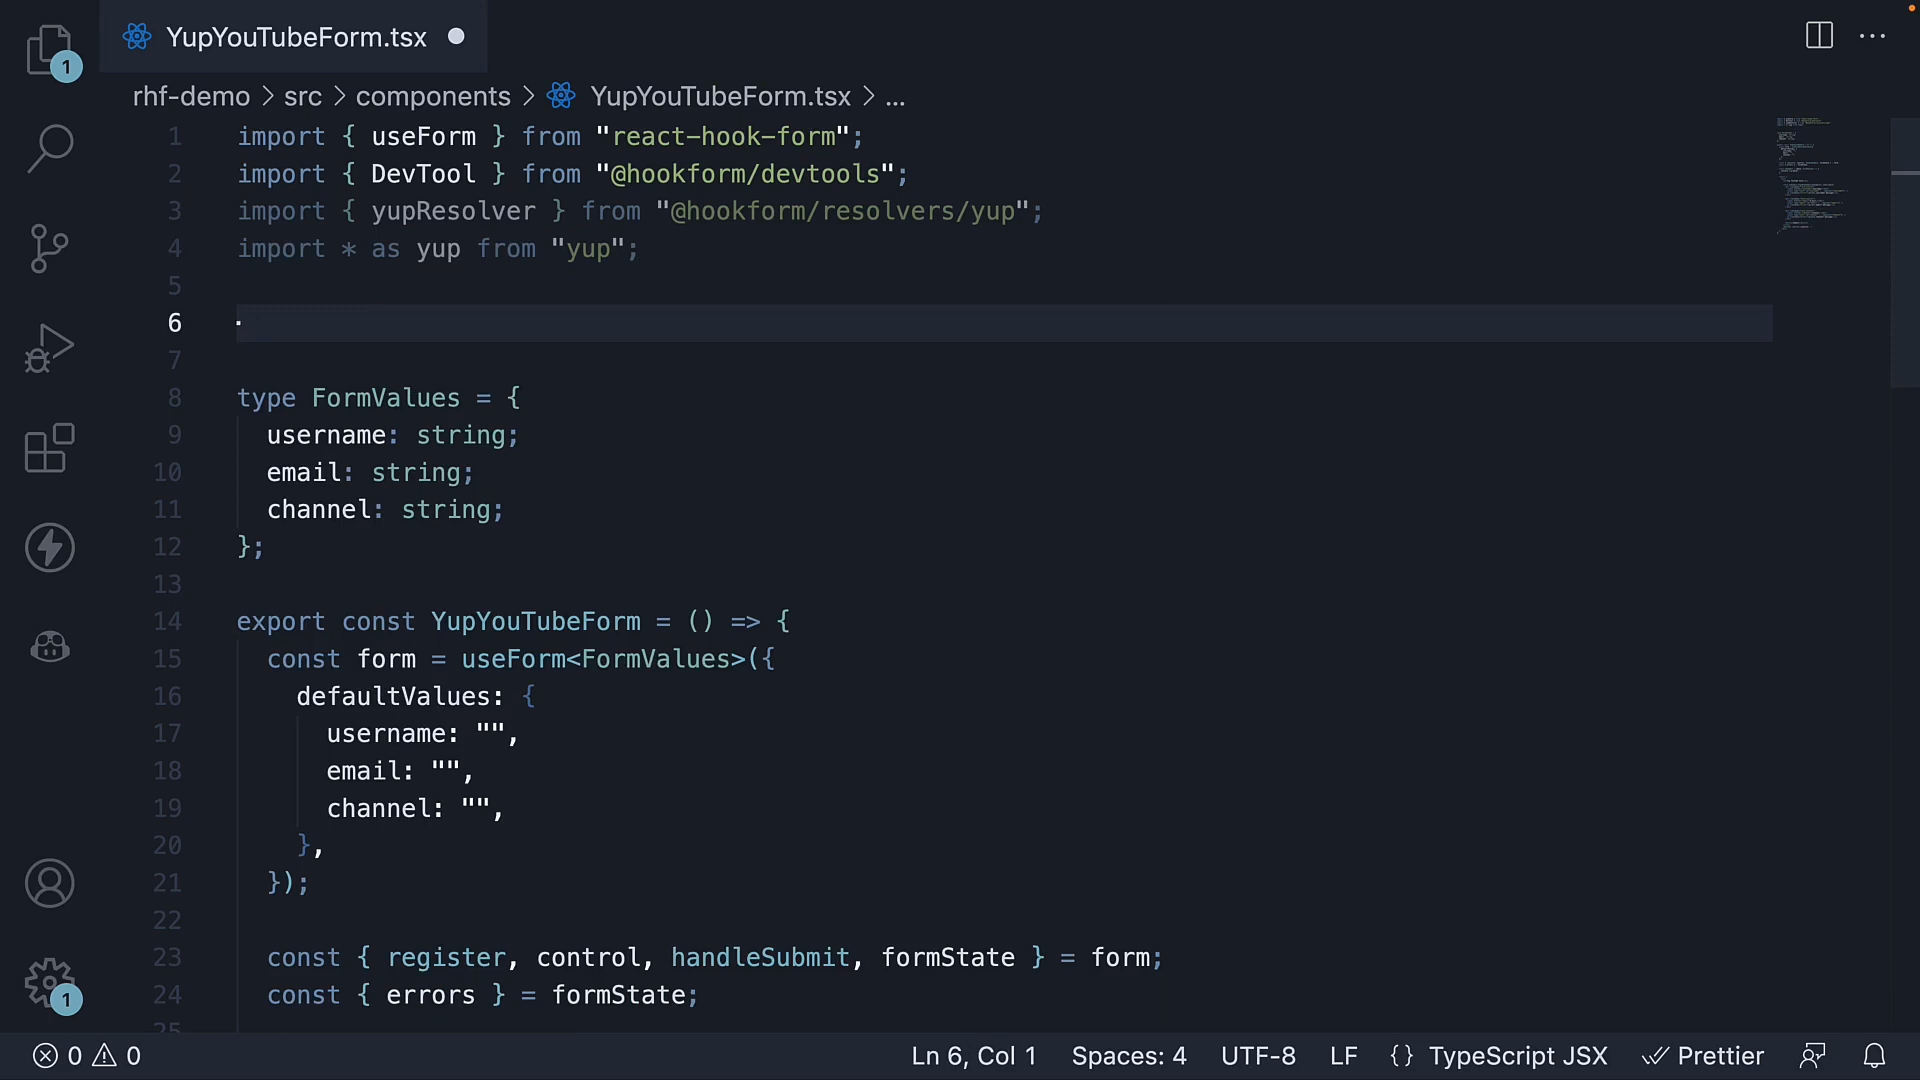 YupYouTubeForm.tsx
rhf-demo > src > components > YupYouTubeForm.tsx > ...
1 import { useForm } from "react-hook-form";
2 import { DevTool } from "@hookform/devtools";
3 import { yupResolver } from "@hookform/resolvers/yup";
4 import * as yup from "yup";
5
6
7
8 type FormValues = {
9 username: string;
10 email: string;
11 channel: string;
12 };
13
14 export const YupYouTubeForm = () => {
15 const form = useForm<FormValues>({
16 defaultValues: {
17 username: "",
18 email: "",
19 channel: "",
20 },
21 });
22
23 const { register, control, handleSubmit, formState } = form;
24 const { errors } = formState;
25
1
1
0 0 Ln 6, Col 1 Spaces: 4 UTF-8 LF {} TypeScript JSX Prettier